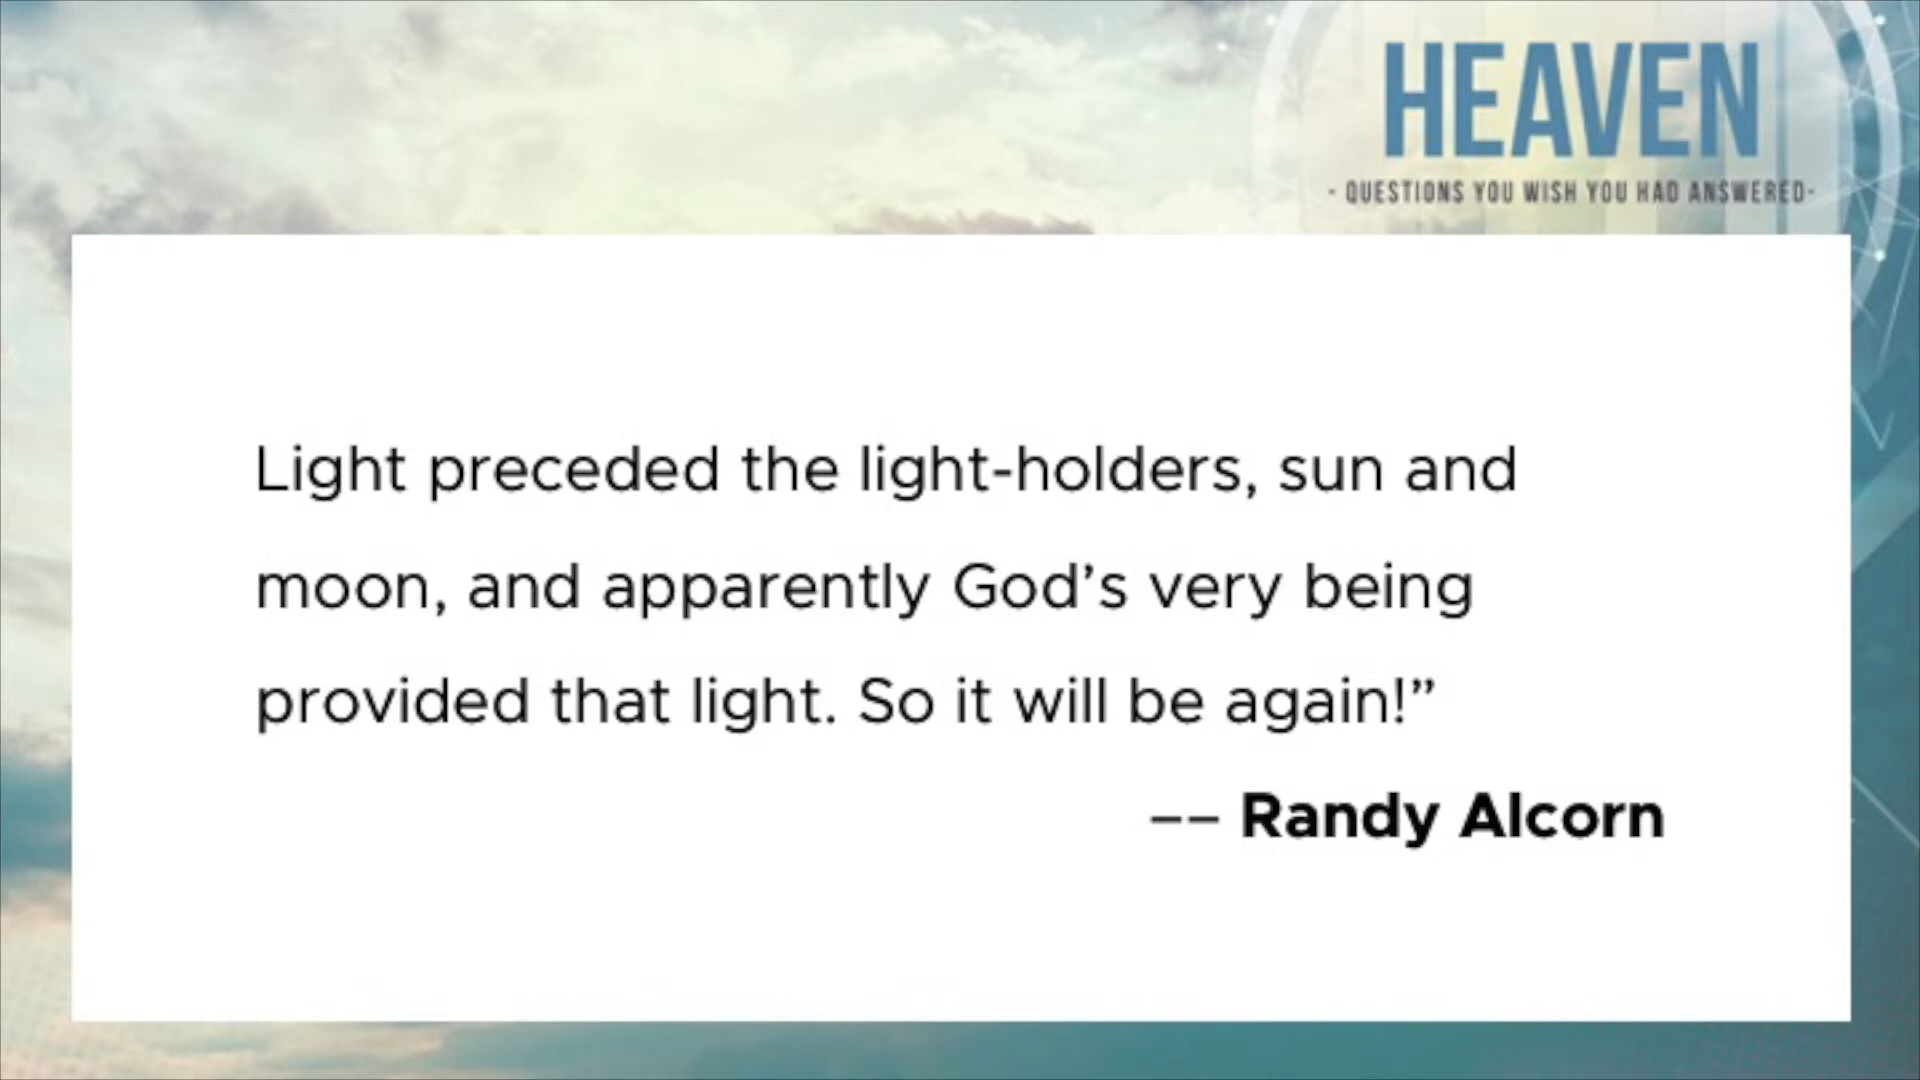 HEAVEN
- QUESTIONS YOU WISH YOU HAD ANSWERED-
Light preceded the light-holders, sun and
moon, and apparently God’s very being
provided that light. So it will be again!”
-- Randy Alcorn